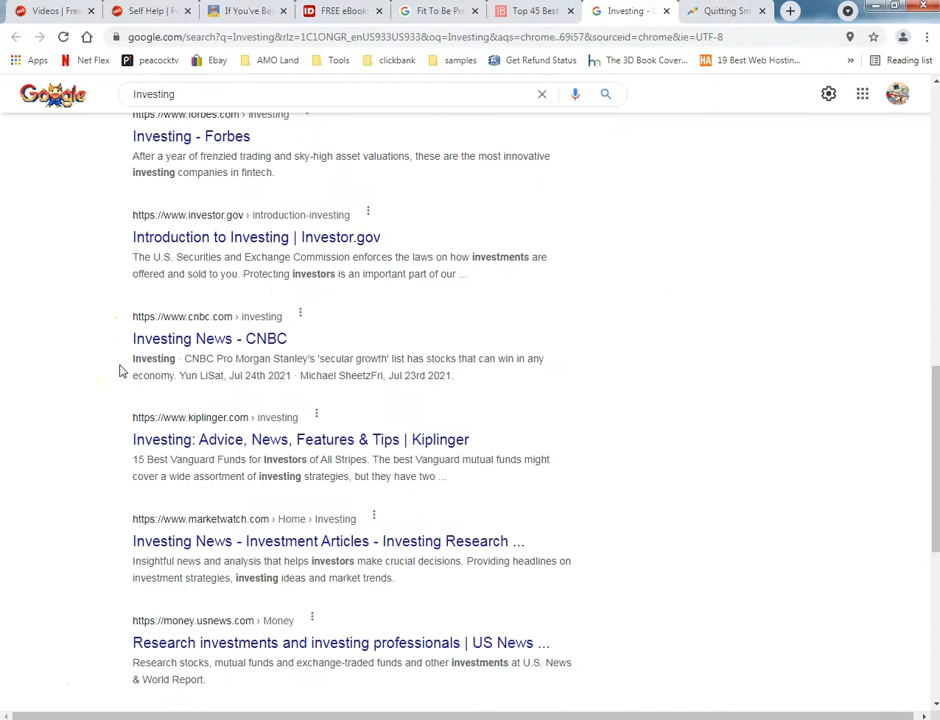 Videos | Free
Self Help | F
If You've Be
FREE eBook
Fit To Be Pr
Top 45 Best
Investing - G
Quitting Sm
google.com/search?q=Investing&rlz=1C1ONGR_enUS933US933&oq=Investing&aqs=chrome..69i57&sourceid=chrome&ie=UTF-8
Apps
Net Flex
peacocktv
Ebay
AMO Land
Tools
clickbank
samples
Get Refund Status
The 3D Book Cover...
19 Best Web Hostin...
»
Reading list
Google
Investing
https://www.forbes.com › investing
Investing - Forbes
After a year of frenzied trading and sky-high asset valuations, these are the most innovative
investing companies in fintech.
https://www.investor.gov › introduction-investing
Introduction to Investing | Investor.gov
The U.S. Securities and Exchange Commission enforces the laws on how investments are
offered and sold to you. Protecting investors is an important part of our ...
https://www.cnbc.com › investing
Investing News - CNBC
Investing · CNBC Pro Morgan Stanley's 'secular growth' list has stocks that can win in any
economy. Yun LiSat, Jul 24th 2021 · Michael SheetzFri, Jul 23rd 2021.
https://www.kiplinger.com › investing
Investing: Advice, News, Features & Tips | Kiplinger
15 Best Vanguard Funds for Investors of All Stripes. The best Vanguard mutual funds might
cover a wide assortment of investing strategies, but they have two ...
https://www.marketwatch.com › Home › Investing
Investing News - Investment Articles - Investing Research ...
Insightful news and analysis that helps investors make crucial decisions. Providing headlines on
investment strategies, investing ideas and market trends.
https://money.usnews.com › Money
Research investments and investing professionals | US News ...
Research stocks, mutual funds and exchange-traded funds and other investments at U.S. News
& World Report.